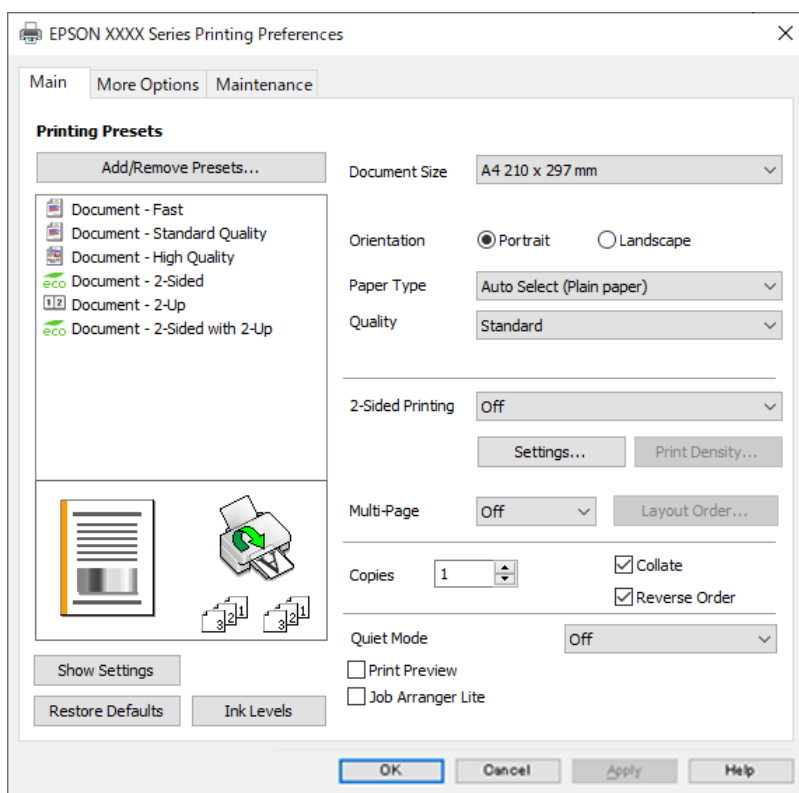 EPSON XXXX Series Printing Preferences
Main
More Options
Maintenance
Printing Presets
Add/Remove Presets...
Document - Fast
Document - Standard Quality
Document - High Quality
eco Document - 2-Sided
1 2 Document - 2-Up
eco Document - 2-Sided with 2-Up
1
2
3
1
2
3
Show Settings
Restore Defaults
Ink Levels
Document Size
A4 210 x 297 mm
Orientation
Portrait
Landscape
Paper Type
Auto Select (Plain paper)
Quality
Standard
2-Sided Printing
Off
Settings...
Print Density...
Multi-Page
Off
Layout Order...
Copies
1
Collate
Reverse Order
Quiet Mode
Off
Print Preview
Job Arranger Lite
OK
Cancel
Apply
Help